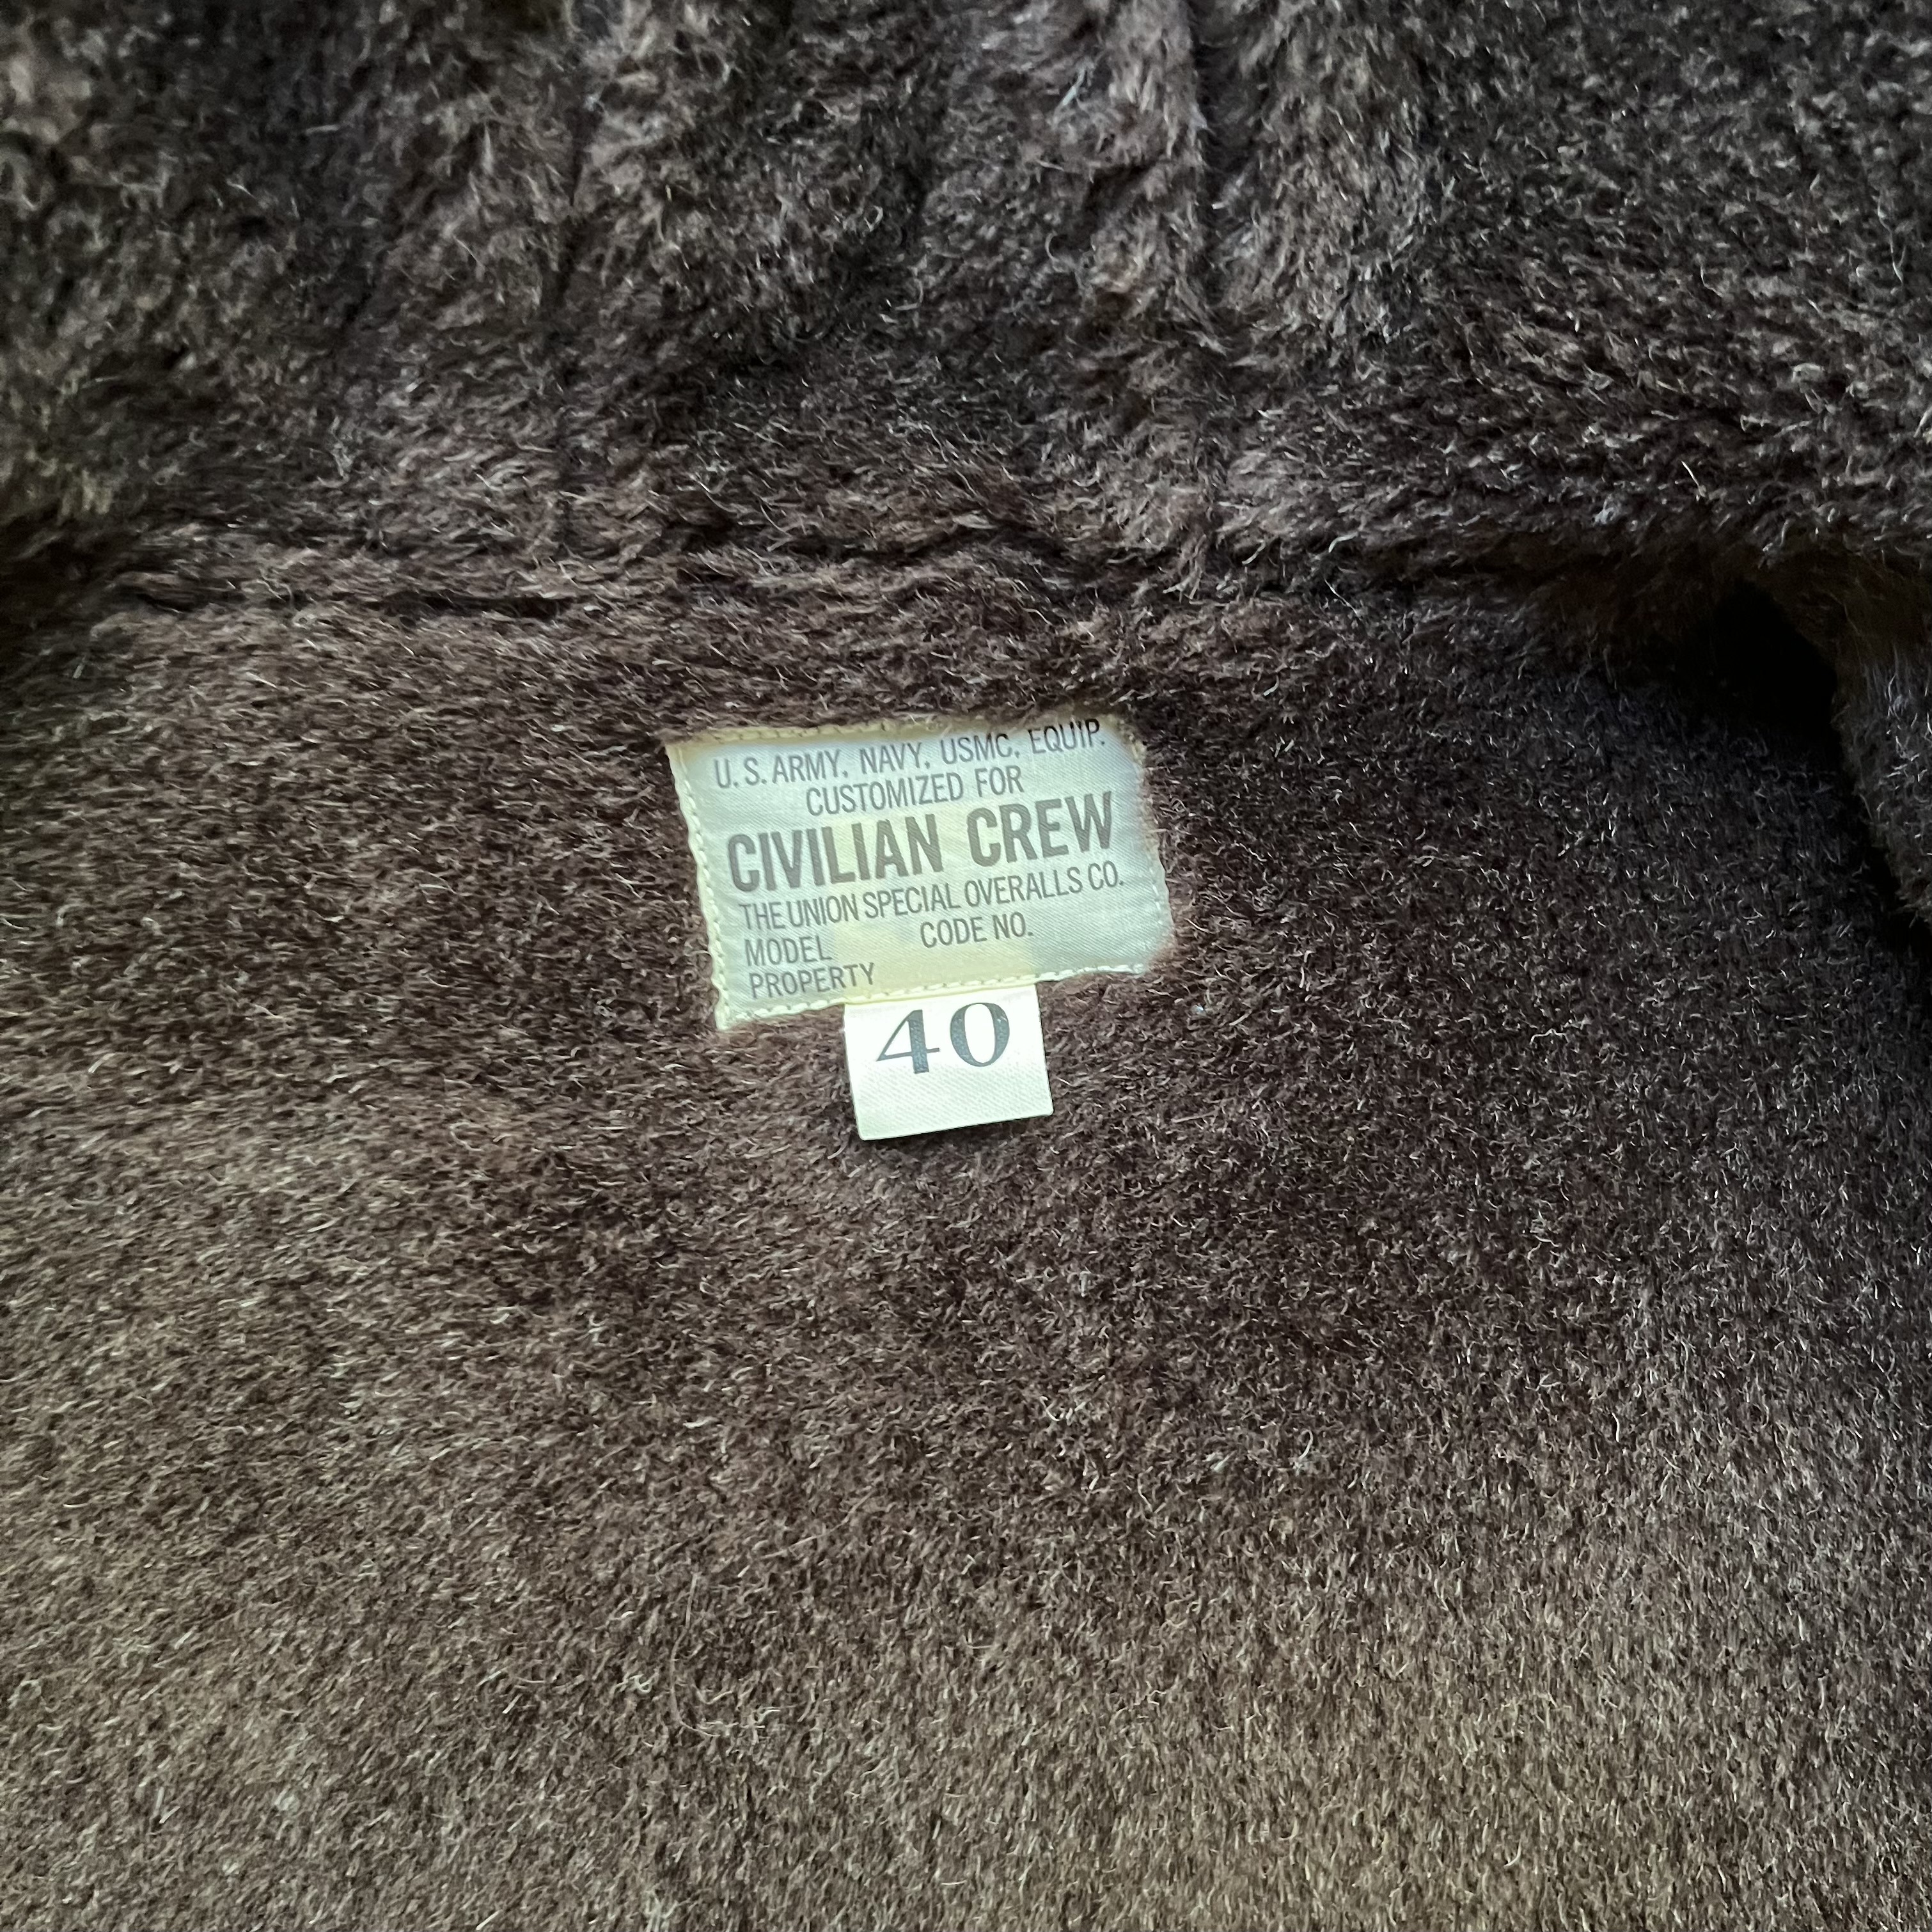 U.S. ARMY, NAVY, USMC, EQUIP.
CUSTOMIZED FOR
CIVILIAN CREW
THE UNION SPECIAL OVERALLS CO.
MODEL CODE NO.
PROPERTY
40